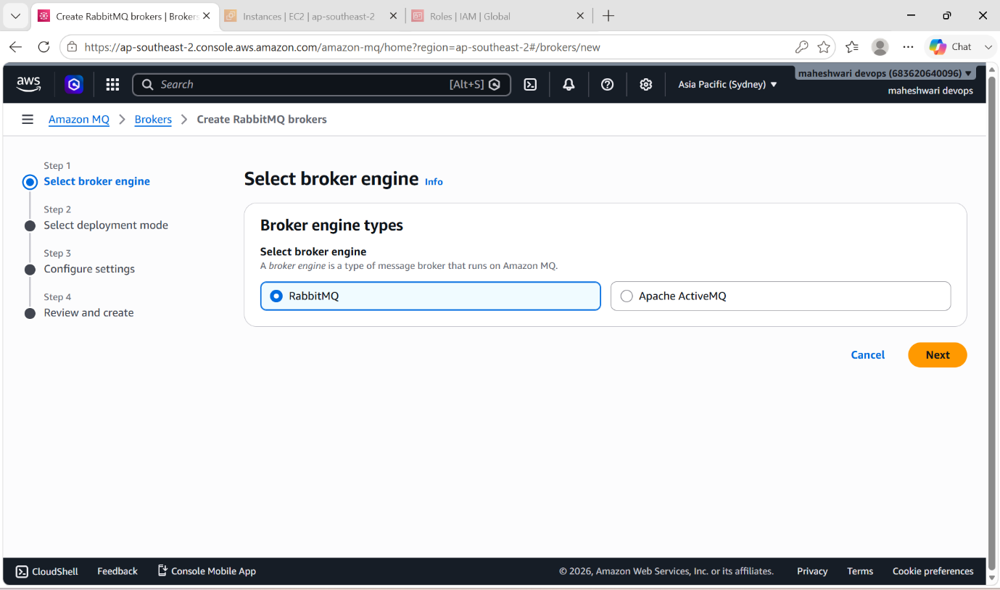 Create RabbitMQ brokers | Brokers
Instances | EC2 | ap-southeast-2
Roles | IAM | Global
https://ap-southeast-2.console.aws.amazon.com/amazon-mq/home?region=ap-southeast-2#/brokers/new
Chat
aws
Search
[Alt+S]
Asia Pacific (Sydney)
maheshwari devops (683620640096)
maheshwari devops
Amazon MQ
Brokers
Create RabbitMQ brokers
Step 1
Select broker engine
Step 2
Select deployment mode
Step 3
Configure settings
Step 4
Review and create
Select broker engine Info
Broker engine types
Select broker engine
A broker engine is a type of message broker that runs on Amazon MQ.
RabbitMQ
Apache ActiveMQ
Cancel
Next
CloudShell
Feedback
Console Mobile App
© 2026, Amazon Web Services, Inc. or its affiliates.
Privacy
Terms
Cookie preferences